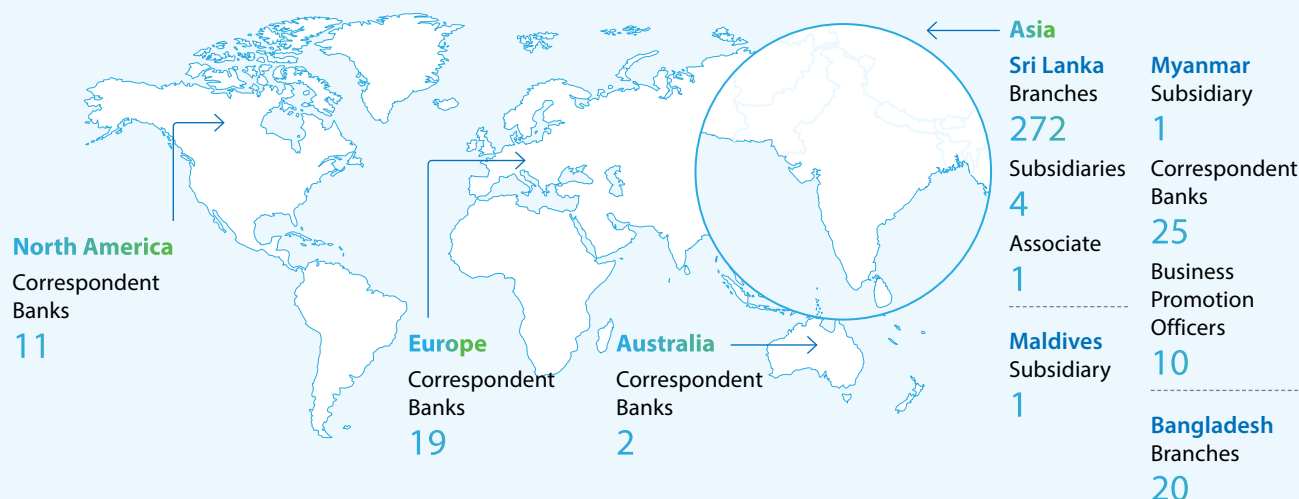 Asia
Sri Lanka
Branches
272
Subsidiaries
4
Associate
1
Maldives
Subsidiary
1
Myanmar
Subsidiary
1
Correspondent
Banks
25
Business
Promotion
Officers
10
Bangladesh
Branches
20
North America
Correspondent
Banks
11
Europe
Correspondent
Banks
19
Australia
Correspondent
Banks
2